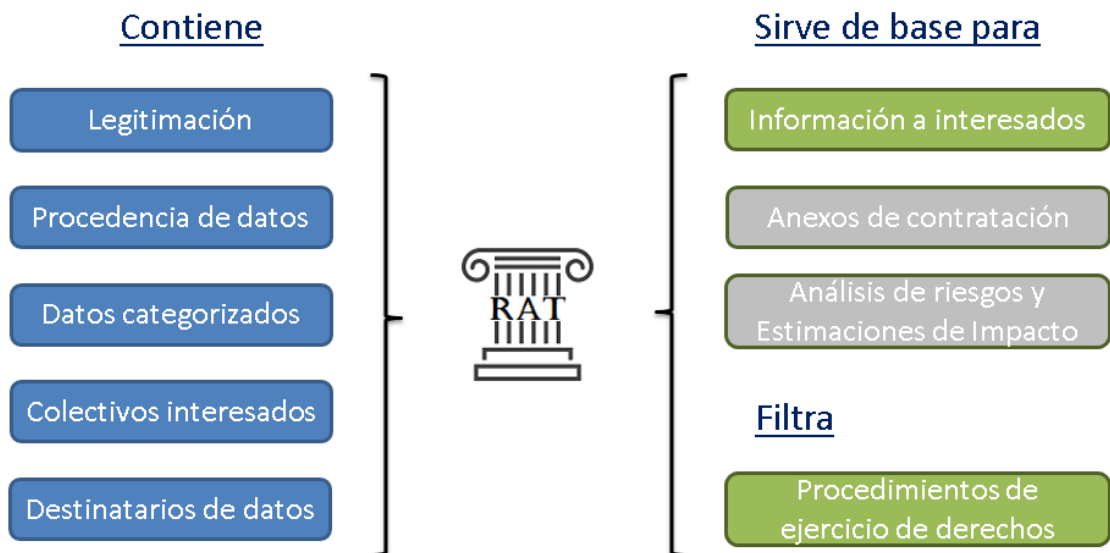 Contiene
Legitimación
Procedencia de datos
Datos categorizados
Colectivos interesados
Destinatarios de datos
RAT
Sirve de base para
Información a interesados
Anexos de contratación
Análisis de riesgos y
Estimaciones de Impacto
Filtra
Procedimientos de
ejercicio de derechos